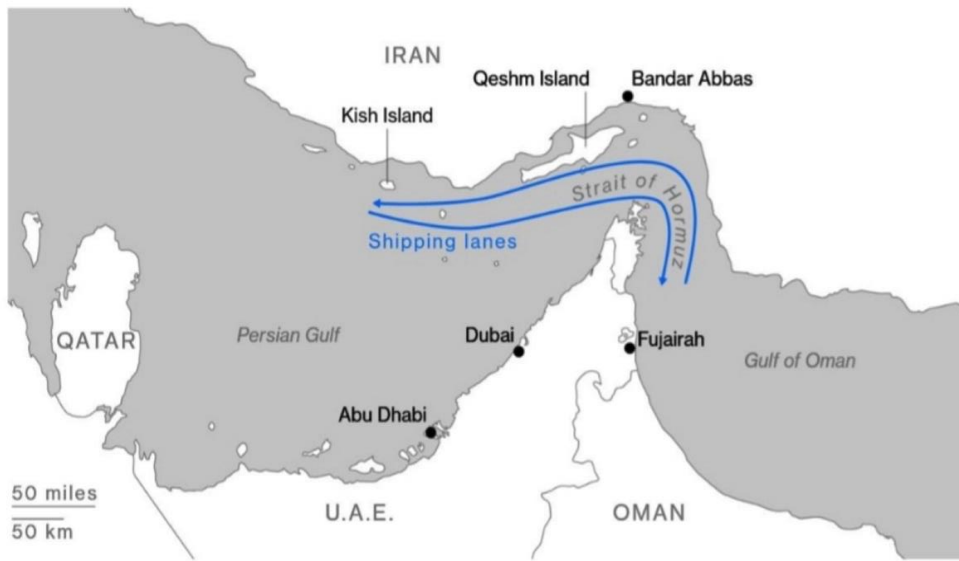 IRAN
Qeshm Island
Bandar Abbas
Kish Island
Strait of Hormuz
Shipping lanes
QATAR
Persian Gulf
Dubai
Fujairah
Gulf of Oman
Abu Dhabi
50 miles
50 km
U.A.E.
OMAN